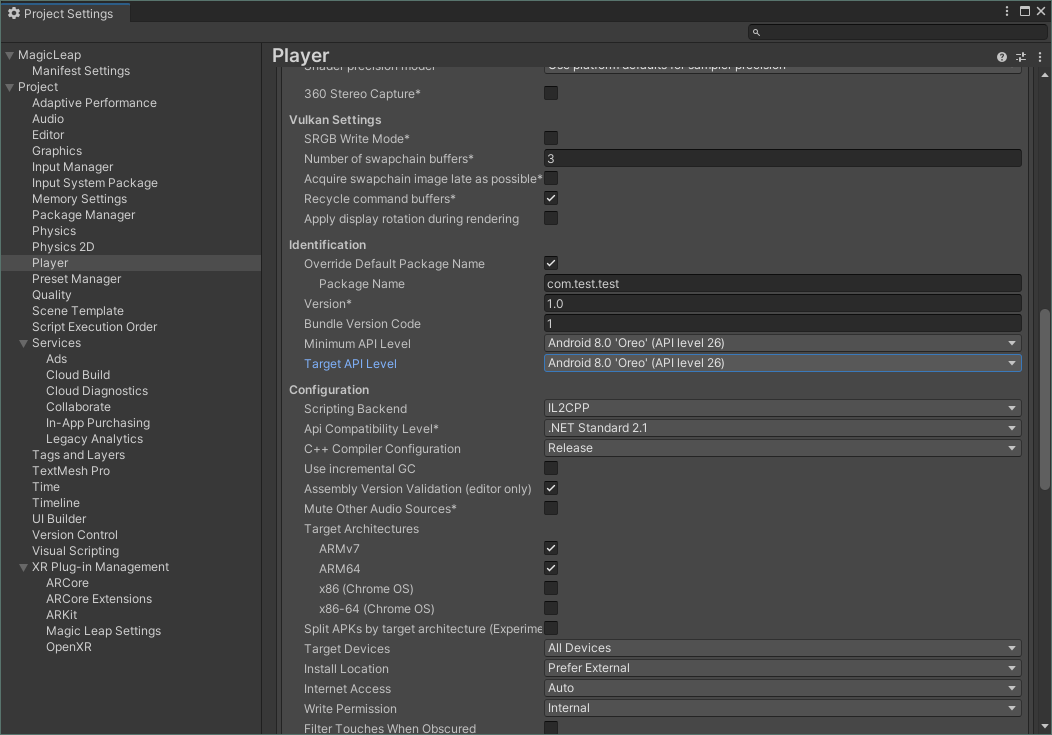 Project Settings
MagicLeap
Manifest Settings
Project
Adaptive Performance
Audio
Editor
Graphics
Input Manager
Input System Package
Memory Settings
Package Manager
Physics
Physics 2D
Player
Preset Manager
Quality
Scene Template
Script Execution Order
Services
Ads
Cloud Build
Cloud Diagnostics
Collaborate
In-App Purchasing
Legacy Analytics
Tags and Layers
TextMesh Pro
Time
Timeline
UI Builder
Version Control
Visual Scripting
XR Plug-in Management
ARCore
ARCore Extensions
ARKit
Magic Leap Settings
OpenXR
Player
Shader precision model Use platform defaults for sampler precision
360 Stereo Capture*
Vulkan Settings
SRGB Write Mode*
Number of swapchain buffers* 3
Acquire swapchain image late as possible*
Recycle command buffers*
Apply display rotation during rendering
Identification
Override Default Package Name
Package Name com.test.test
Version* 1.0
Bundle Version Code 1
Minimum API Level Android 8.0 'Oreo' (API level 26)
Target API Level Android 8.0 'Oreo' (API level 26)
Configuration
Scripting Backend IL2CPP
Api Compatibility Level* .NET Standard 2.1
C++ Compiler Configuration Release
Use incremental GC
Assembly Version Validation (editor only)
Mute Other Audio Sources*
Target Architectures
ARMv7
ARM64
x86 (Chrome OS)
x86-64 (Chrome OS)
Split APKs by target architecture (Experime
Target Devices All Devices
Install Location Prefer External
Internet Access Auto
Write Permission Internal
Filter Touches When Obscured